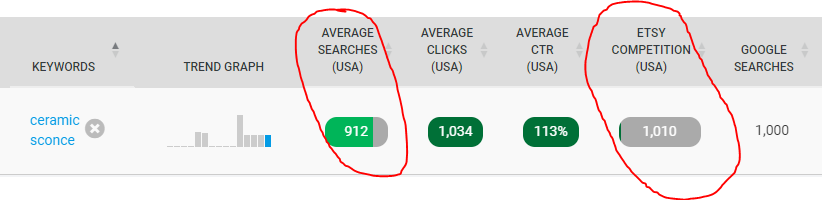 KEYWORDS
TREND GRAPH
AVERAGE
SEARCHES
(USA)
AVERAGE
CLICKS
(USA)
AVERAGE
CTR
(USA)
ETSY
COMPETITION
(USA)
GOOGLE
SEARCHES
ceramic
sconce
912
1,034
113%
1,010
1,000